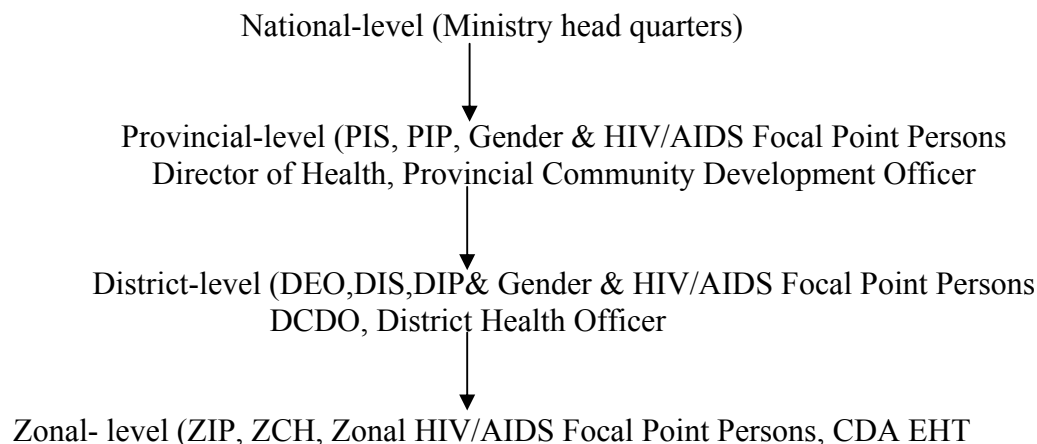 National-level (Ministry head quarters)
Provincial-level (PIS, PIP, Gender & HIV/AIDS Focal Point Persons
Director of Health, Provincial Community Development Officer
District-level (DEO,DIS,DIP& Gender & HIV/AIDS Focal Point Persons
DCDO, District Health Officer
Zonal- level (ZIP, ZCH, Zonal HIV/AIDS Focal Point Persons, CDA EHT